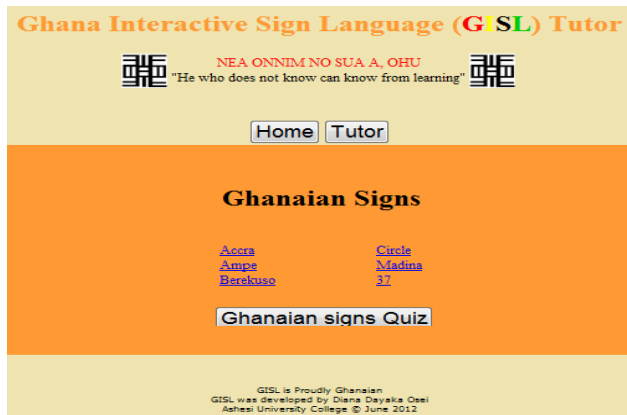 Ghana Interactive Sign Language (GISL) Tutor
NEA ONNIM NO SUA A, OHU
"He who does not know can know from learning"
Home Tutor
Ghanaian Signs
Accra Circle
Ampe Madina
Berekuso 37
Ghanaian signs Quiz
GISL is Proudly Ghanaian
GISL was developed by Diana Dayaka Osei
Ashesi University College © June 2012